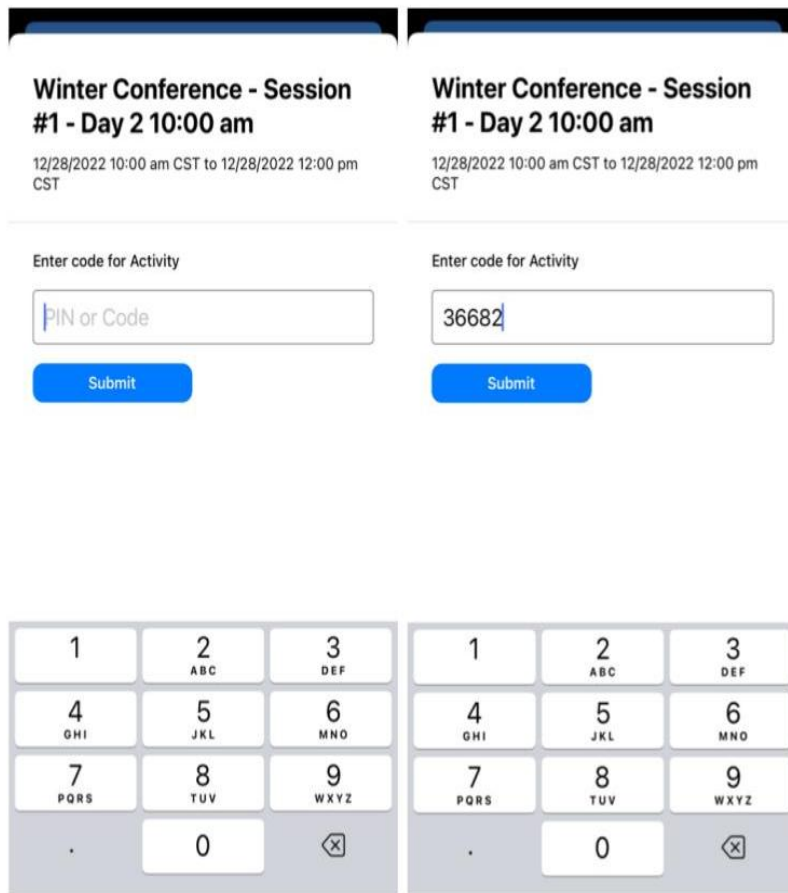 Winter Conference - Session
#1 - Day 2 10:00 am
12/28/2022 10:00 am CST to 12/28/2022 12:00 pm
CST
Enter code for Activity
PIN or Code
Submit
1 2 3
ABC DEF
4 5 6
GHI JKL MNO
7 8 9
PQRS TUV WXYZ
. 0
Winter Conference - Session
#1 - Day 2 10:00 am
12/28/2022 10:00 am CST to 12/28/2022 12:00 pm
CST
Enter code for Activity
36682
Submit
1 2 3
ABC DEF
4 5 6
GHI JKL MNO
7 8 9
PQRS TUV WXYZ
. 0